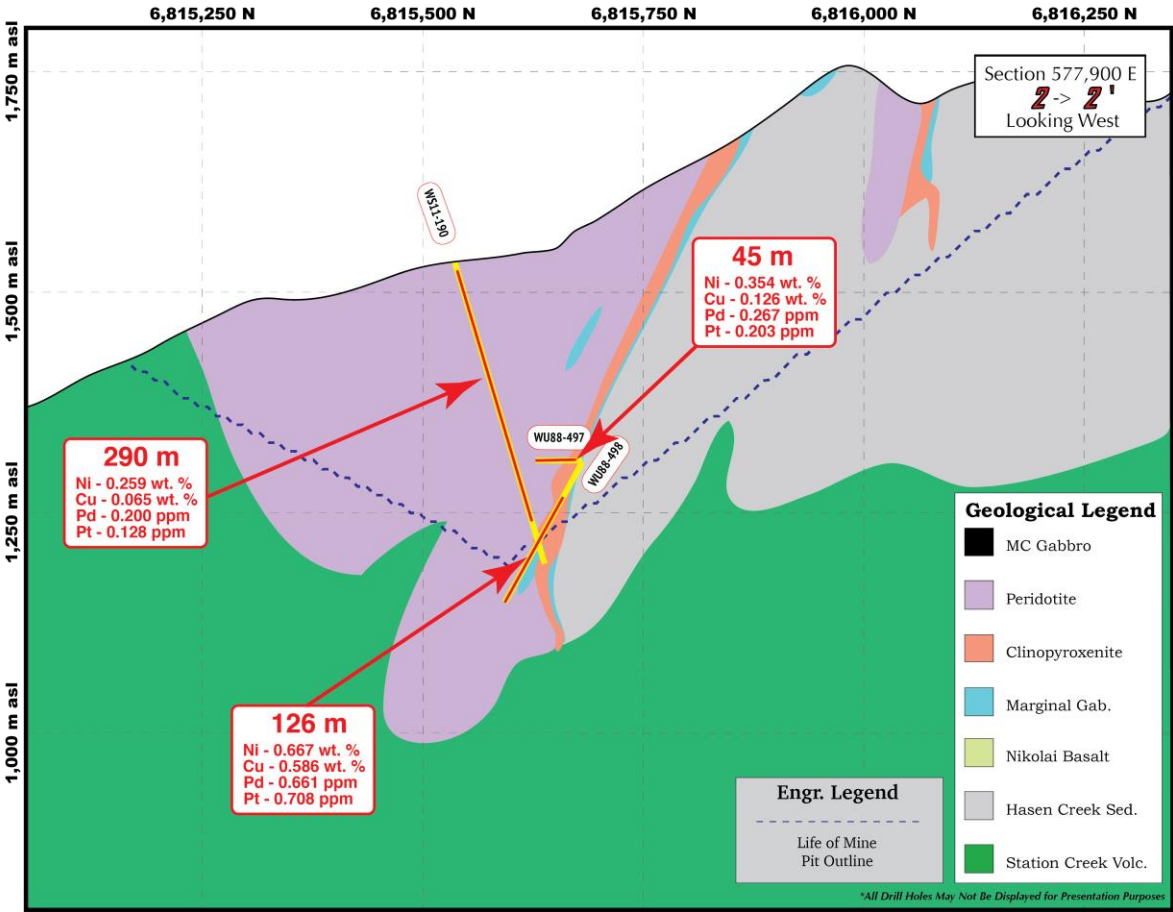 6,815,250 N
6,815,500 N
6,815,750 N
6,816,000 N
6,816,250 N
1,750 m asl
1,500 m asl
1,250 m asl
1,000 m asl
Section 577,900 E
2 -> 2'
Looking West
WS11-190
45 m
Ni - 0.354 wt. %
Cu - 0.126 wt. %
Pd - 0.267 ppm
Pt - 0.203 ppm
WU88-497
WU88-498
290 m
Ni - 0.259 wt. %
Cu - 0.065 wt. %
Pd - 0.200 ppm
Pt - 0.128 ppm
126 m
Ni - 0.667 wt. %
Cu - 0.586 wt. %
Pd - 0.661 ppm
Pt - 0.708 ppm
Engr. Legend
Life of Mine
Pit Outline
Geological Legend
MC Gabbro
Peridotite
Clinopyroxenite
Marginal Gab.
Nikolai Basalt
Hasen Creek Sed.
Station Creek Volc.
*All Drill Holes May Not Be Displayed for Presentation Purposes